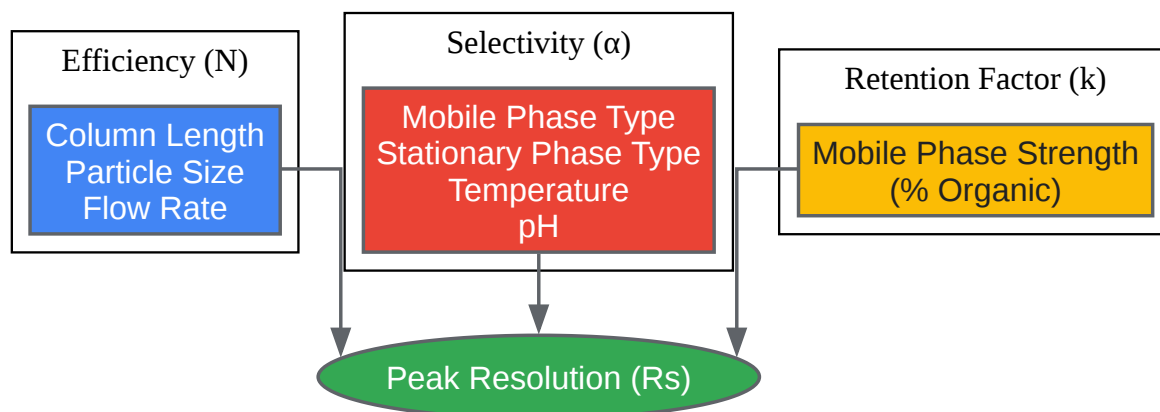 Efficiency (N)
Column Length
Particle Size
Flow Rate
Selectivity (α)
Mobile Phase Type
Stationary Phase Type
Temperature
pH
Retention Factor (k)
Mobile Phase Strength
(% Organic)
Peak Resolution (Rs)